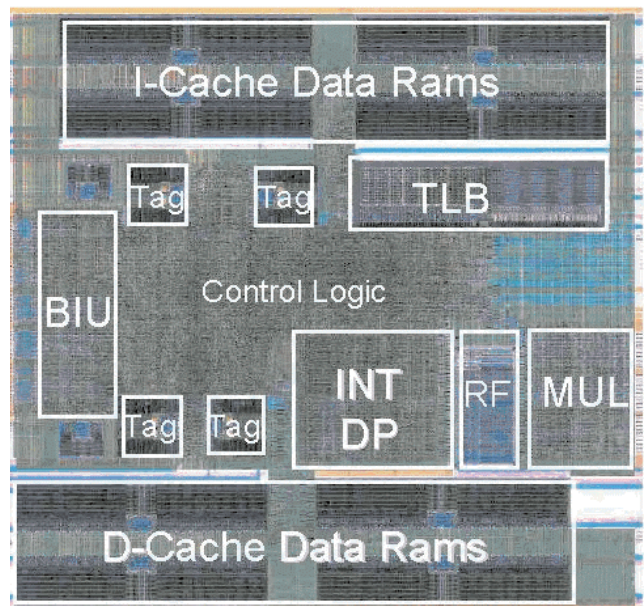 I-Cache Data Rams
Tag
Tag
TLB
BIU
Control Logic
INT
DP
RF
MUL
Tag
Tag
D-Cache Data Rams